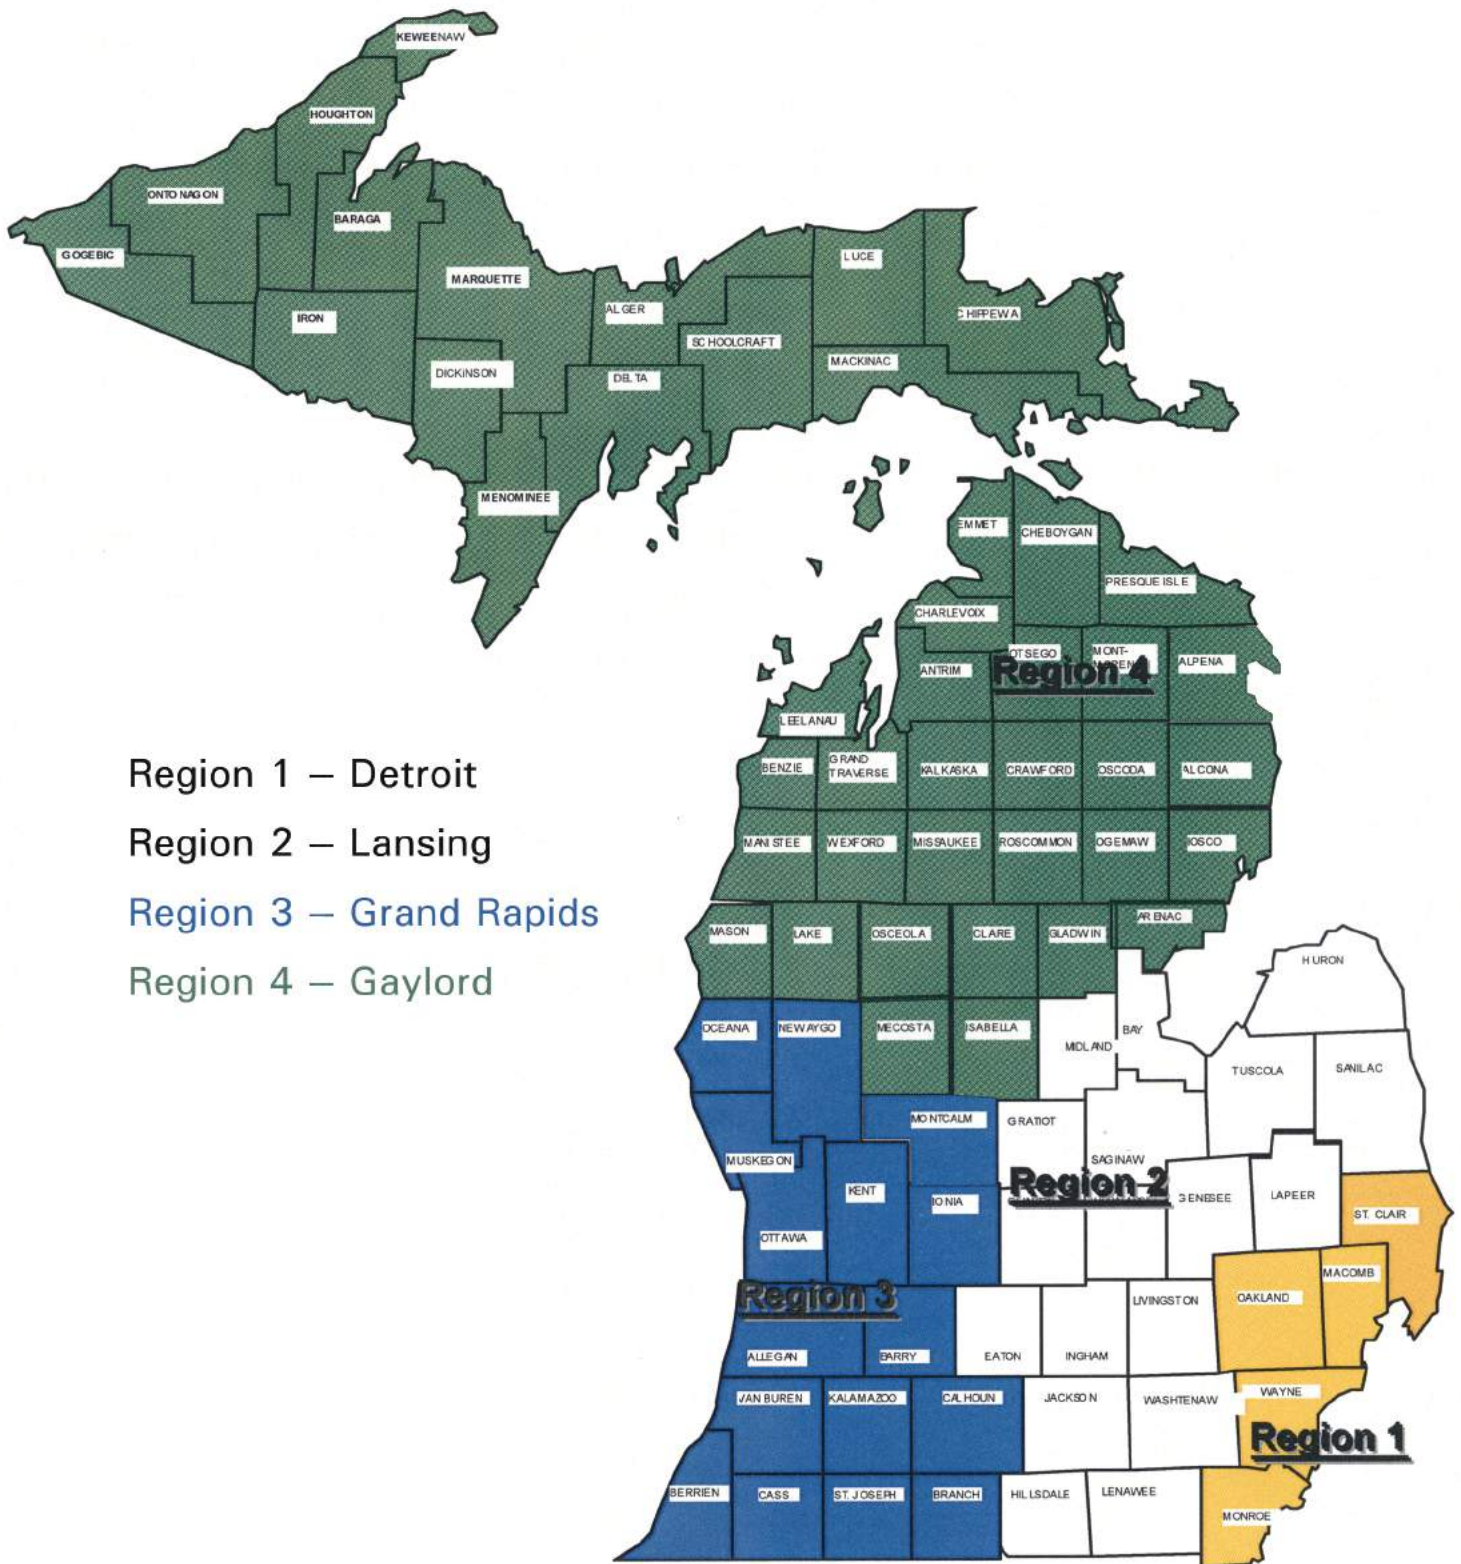 KEWEENAW
HOUGHTON
ONTONAGON
BARAGA
GOGEBIC
MARQUETTE
LUCE
ALGER
CHIPPEWA
IRON
SCHOOLCRAFT
MACKINAC
DICKINSON
DELTA
MENOMINEE
EMMET
CHEBOYGAN
PRESQUE ISLE
CHARLEVOIX
OTSEGO
MONT-
ANTRIM
ALPENA
Region 4
LEELANAU
BENZIE
GRAND
TRAVERSE
KALKASKA
CRAWFORD
OSCODA
ALCONA
Region 1 – Detroit
Region 2 – Lansing
Region 3 – Grand Rapids
Region 4 – Gaylord
MANISTEE
WEXFORD
MISSAUKEE
ROSCOMMON
OGEMAW
IOSCO
MASON
LAKE
OSCEOLA
CLARE
GLADWIN
ARENAC
HURON
OCEANA
NEWAYGO
MECOSTA
ISABELLA
MIDLAND
BAY
TUSCOLA
SANILAC
MONTCALM
GRATIOT
MUSKEGON
SAGINAW
KENT
IONIA
Region 2
GENESEE
LAPEER
ST. CLAIR
OTTAWA
MACOMB
Region 3
LIVINGSTON
OAKLAND
ALLEGAN
BARRY
EATON
INGHAM
VAN BUREN
KALAMAZOO
CALHOUN
JACKSON
WASHTENAW
WAYNE
Region 1
BERRIEN
CASS
ST. JOSEPH
BRANCH
HILLSDALE
LENAWEE
MONROE